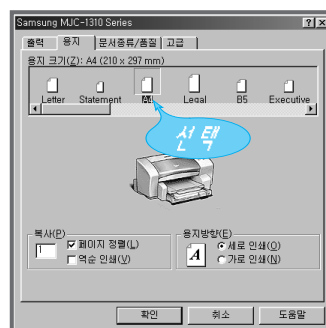 Samsung MJC-1310 Series
출력 용지 문서종류/품질 고급
용지 크기(Z): A4 (210 x 297 mm)
Letter Statement A4 Legal B5 Executive
선택
복사(P)
용지방향(E)
1 페이지 정렬(L)
역순 인쇄(V)
A 세로 인쇄(O)
가로 인쇄(N)
확인 취소 도움말